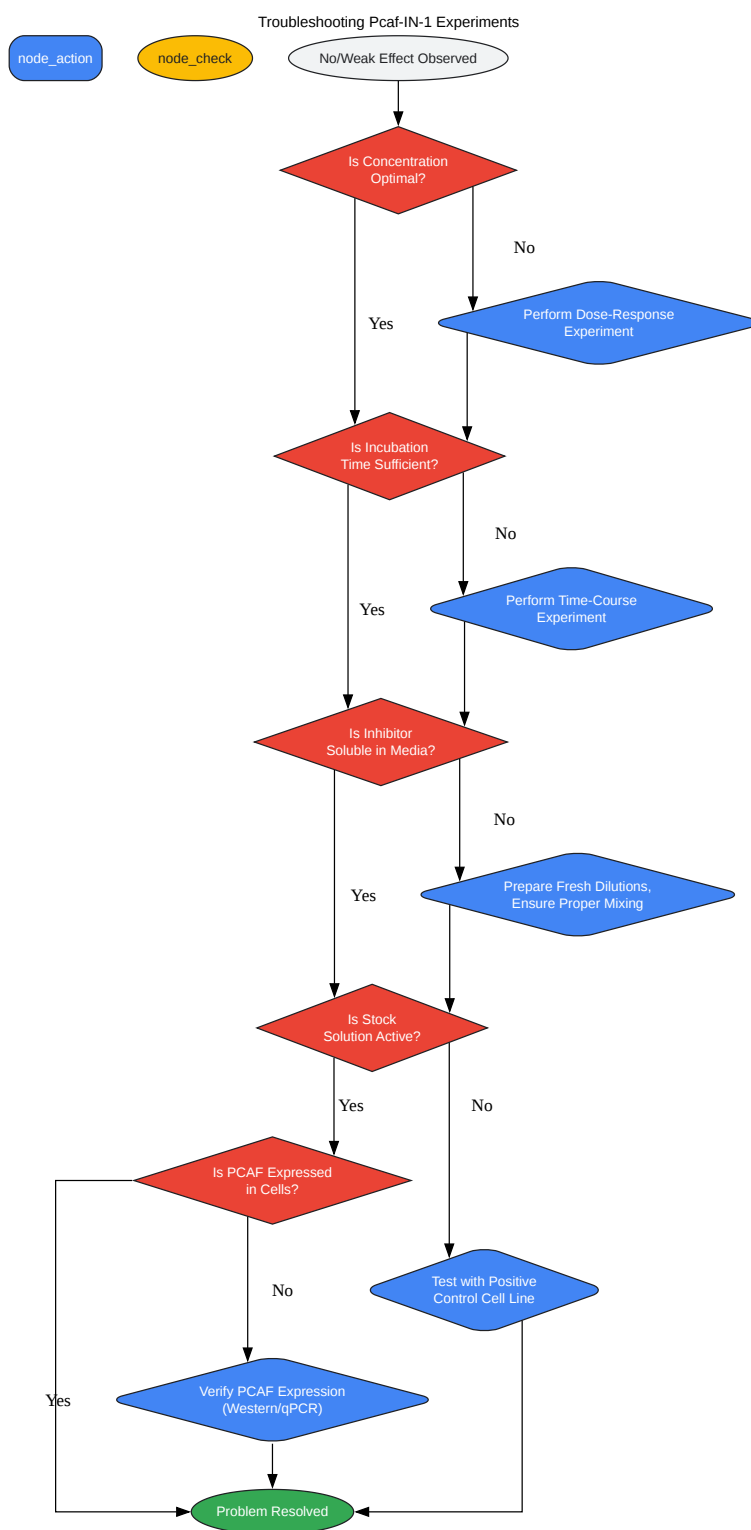 Troubleshooting Pcaf-IN-1 Experiments
node_action
node_check
No/Weak Effect Observed
Is Concentration
Optimal?
No
Perform Dose-Response
Experiment
Yes
Is Incubation
Time Sufficient?
No
Perform Time-Course
Experiment
Yes
Is Inhibitor
Soluble in Media?
No
Prepare Fresh Dilutions,
Ensure Proper Mixing
Yes
Is Stock
Solution Active?
Yes
No
Is PCAF Expressed
in Cells?
Test with Positive
Control Cell Line
No
Verify PCAF Expression
(Western/qPCR)
Yes
Problem Resolved